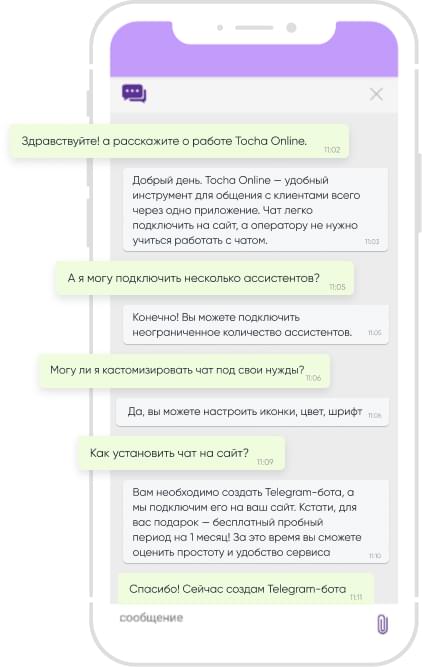 Здравствуйте! а расскажите о работе Tocha Online.
11:02
Добрый день. Tocha Online — удобный
инструмент для общения с клиентами всего
через одно приложение. Чат легко
подключить на сайт, а оператору не нужно
учиться работать с чатом.
11:03
А я могу подключить несколько ассистентов?
11:05
Конечно! Вы можете подключить
неограниченное количество ассистентов.
11:05
Могу ли я кастомизировать чат под свои нужды?
11:06
Да, вы можете настроить иконки, цвет, шрифт
11:06
Как установить чат на сайт?
11:09
Вам необходимо создать Telegram-бота, а
мы подключим его на ваш сайт. Кстати, для
вас подарок — бесплатный пробный
период на 1 месяц! За это время вы сможете
оценить простоту и удобство сервиса
11:10
Спасибо! Сейчас создам Telegram-бота
11:11
сообщение